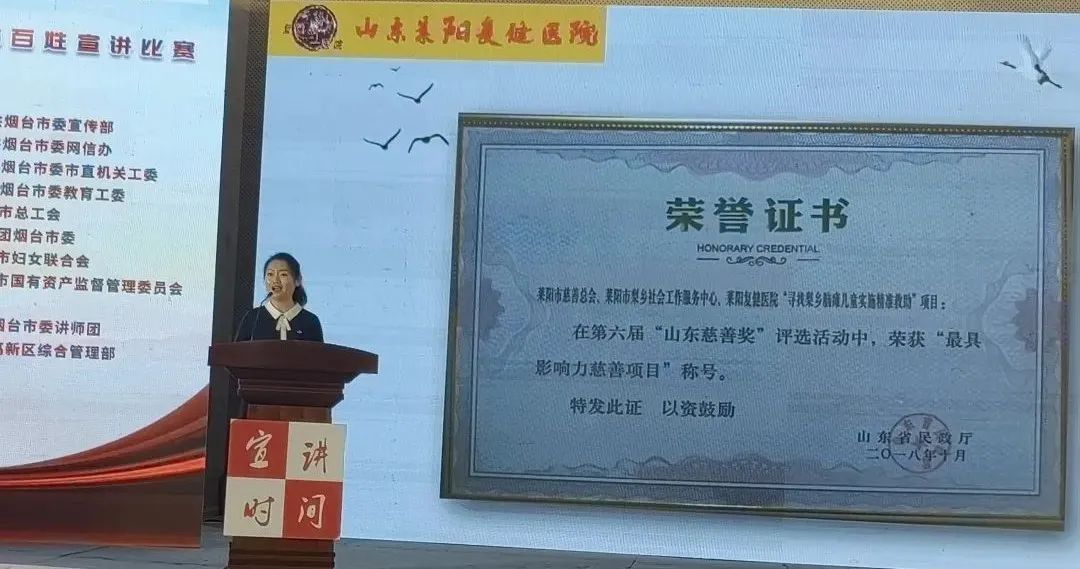 百姓宣讲比赛
烟台市委宣传部
烟台市委网信办
烟台市委市直机关工委
烟台市委教育工委
市总工会
团烟台市委
市妇女联合会
市国有资产监督管理委员会
烟台市委讲师团
高新区综合管理部
山东莱阳复健医院
荣誉证书
HONORARY CREDENTIAL
莱阳市慈善总会、莱阳市梨乡社会工作服务中心、莱阳复健医院“寻找梨乡脑瘫儿童实施精准救助”项目：
在第六届“山东慈善奖”评选活动中，荣获“最具
影响力慈善项目”称号。
特发此证 以资鼓励
山东省民政厅
二〇一八年十月
宣讲
时间